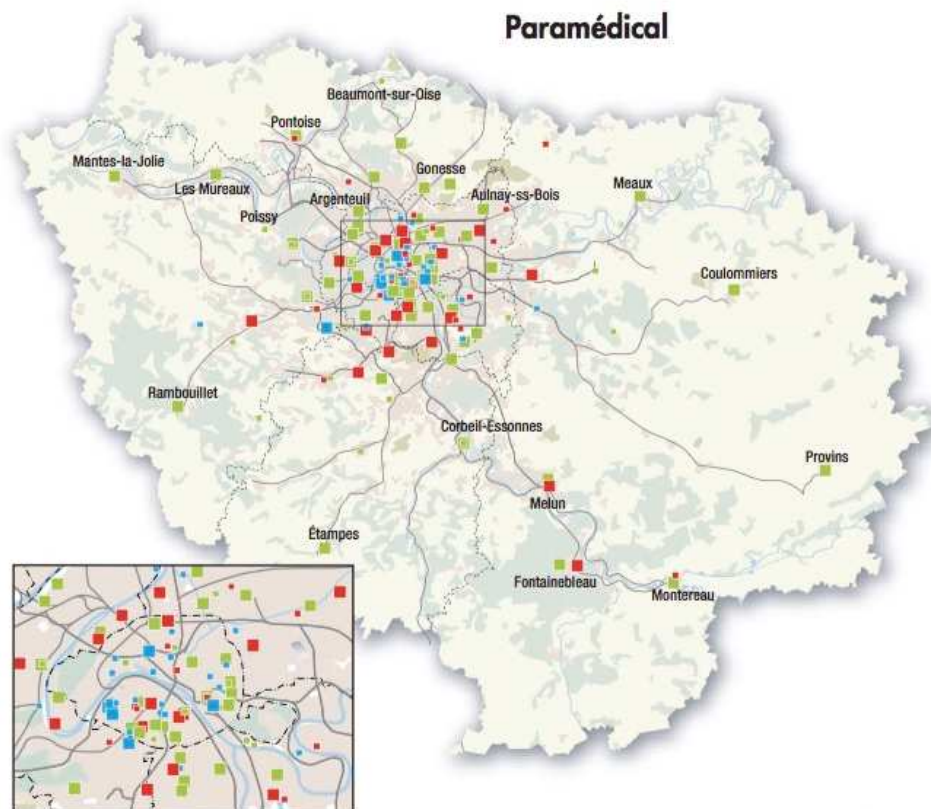 Paramédical
Beaumont-sur-Oise
Pontoise
Mantes-la-Jolie
Gonesse
Les Mureaux
Argenteuil
Aulnay-ss-Bois
Meaux
Poissy
Coulommiers
Rambouillet
Corbeil-Essonnes
Provins
Melun
Étampes
Fontainebleau
Montereau